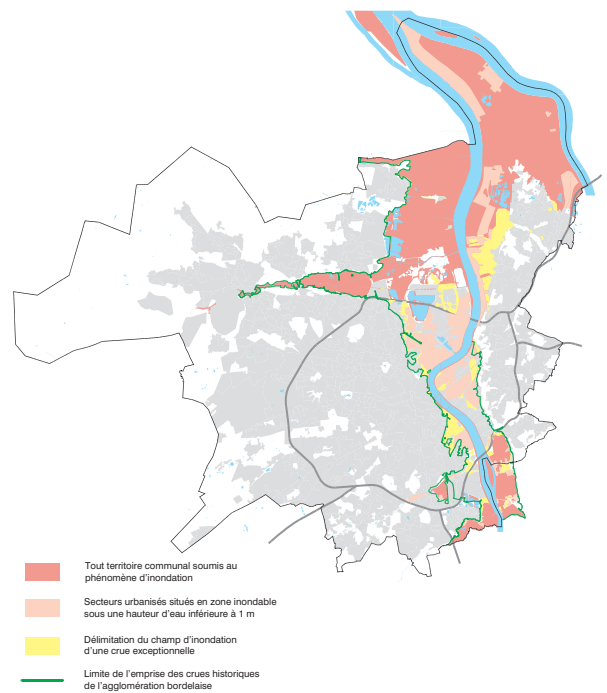 Tout territoire communal soumis au
phénomène d'inondation
Secteurs urbanisés situés en zone inondable
sous une hauteur d'eau inférieure à 1 m
Délimitation du champ d'inondation
d'une crue exceptionnelle
Limite de l'emprise des crues historiques
de l'agglomération bordelaise